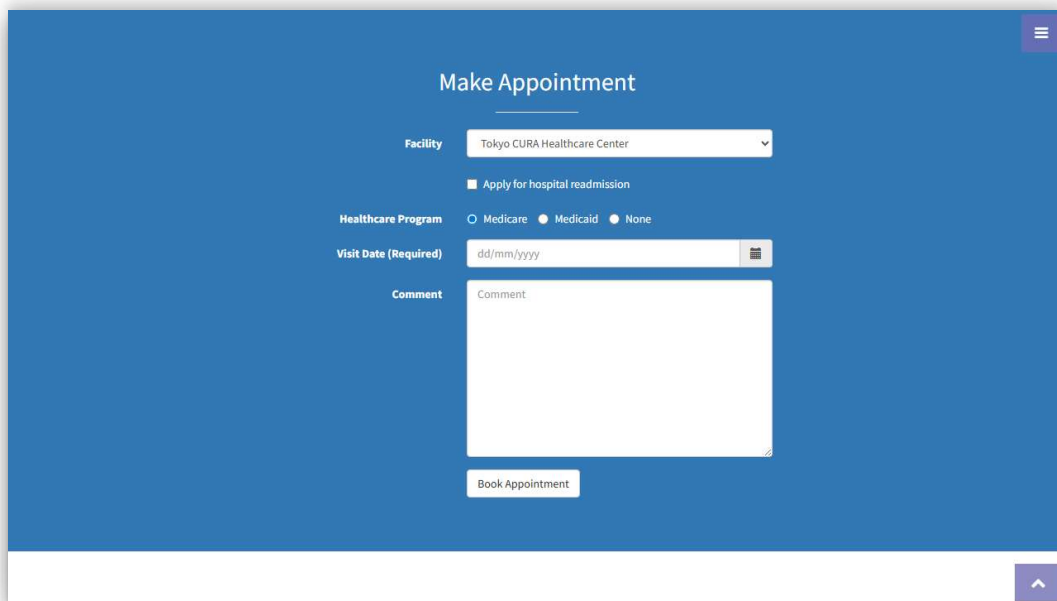 Make Appointment
Facility Tokyo CURA Healthcare Center
Apply for hospital readmission
Healthcare Program Medicare Medicaid None
Visit Date (Required) dd/mm/yyyy
Comment Comment
Book Appointment